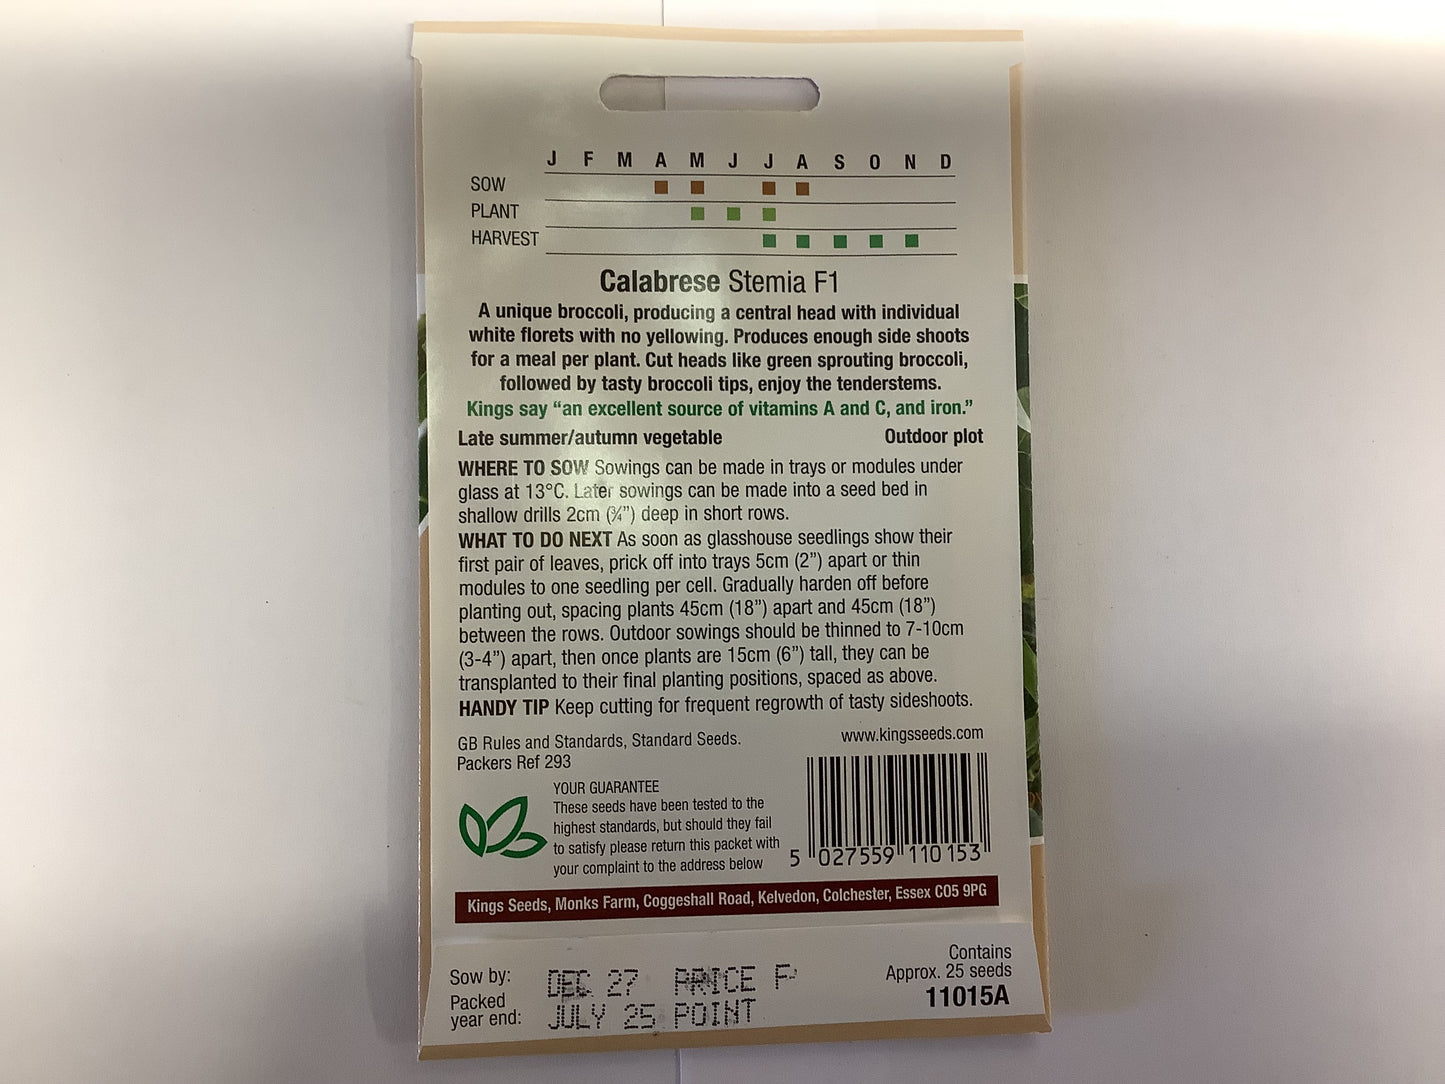 J F M A M J J A S O N D
SOW
PLANT
HARVEST
Calabrese Stemia F1
A unique broccoli, producing a central head with individual
white florets with no yellowing. Produces enough side shoots
for a meal per plant. Cut heads like green sprouting broccoli,
followed by tasty broccoli tips, enjoy the tenderstems.
Kings say “an excellent source of vitamins A and C, and iron.”
Late summer/autumn vegetable Outdoor plot
WHERE TO SOW Sowings can be made in trays or modules under
glass at 13°C. Later sowings can be made into a seed bed in
shallow drills 2cm (¾”) deep in short rows.
WHAT TO DO NEXT As soon as glasshouse seedlings show their
first pair of leaves, prick off into trays 5cm (2”) apart or thin
modules to one seedling per cell. Gradually harden off before
planting out, spacing plants 45cm (18”) apart and 45cm (18”)
between the rows. Outdoor sowings should be thinned to 7-10cm
(3-4”) apart, then once plants are 15cm (6”) tall, they can be
transplanted to their final planting positions, spaced as above.
HANDY TIP Keep cutting for frequent regrowth of tasty sideshoots.
GB Rules and Standards, Standard Seeds.
Packers Ref 293
www.kingsseeds.com
YOUR GUARANTEE
These seeds have been tested to the
highest standards, but should they fail
to satisfy please return this packet with
your complaint to the address below
5 027559 110153
Kings Seeds, Monks Farm, Coggeshall Road, Kelvedon, Colchester, Essex CO5 9PG
Sow by: DEC 27 PRICE F
Packed
year end: JULY 25 POINT
Contains
Approx. 25 seeds
11015A